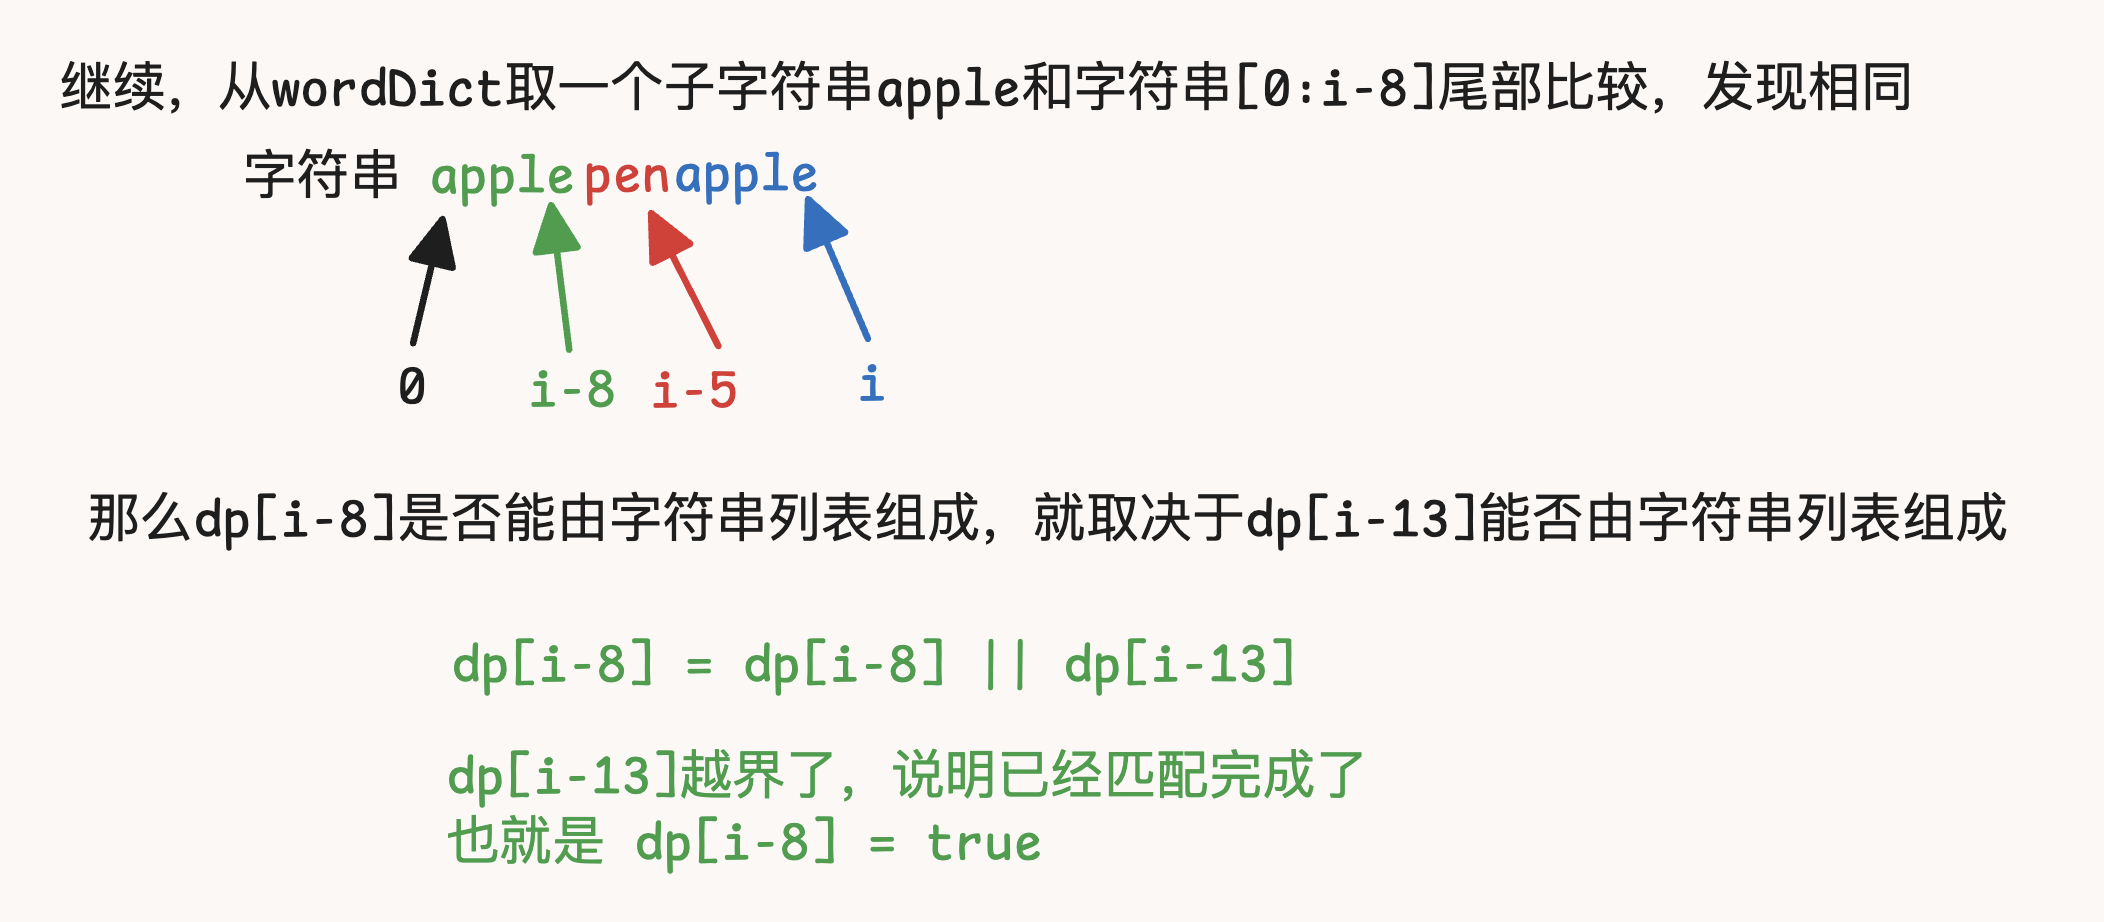 继续，从wordDict取一个子字符串apple和字符串[0:i-8]尾部比较，发现相同
字符串 applepenapple
0 i-8 i-5 i
那么dp[i-8]是否能由字符串列表组成，就取决于dp[i-13]能否由字符串列表组成
dp[i-8] = dp[i-8] || dp[i-13]
dp[i-13]越界了，说明已经匹配完成了
也就是 dp[i-8] = true